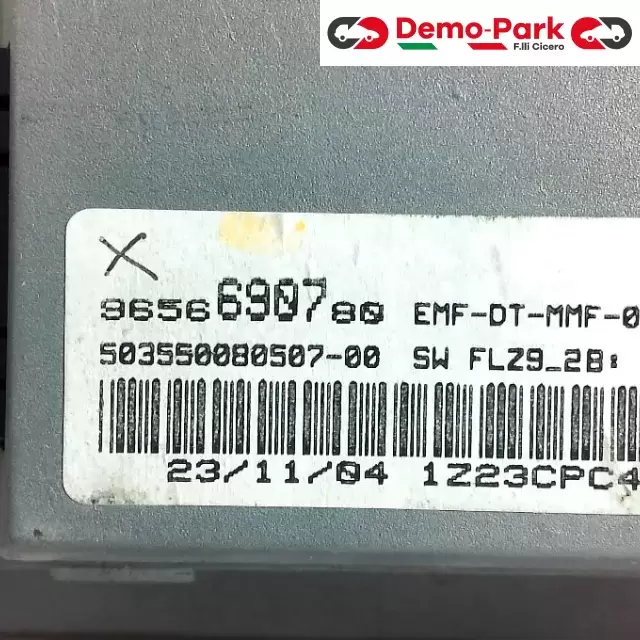 Demo-Park
F.lli Cicero
9656690780 EMF-DT-MMF-0
503550080507-00 SW FLZ9_2B:
23/11/04 1Z23CPC4